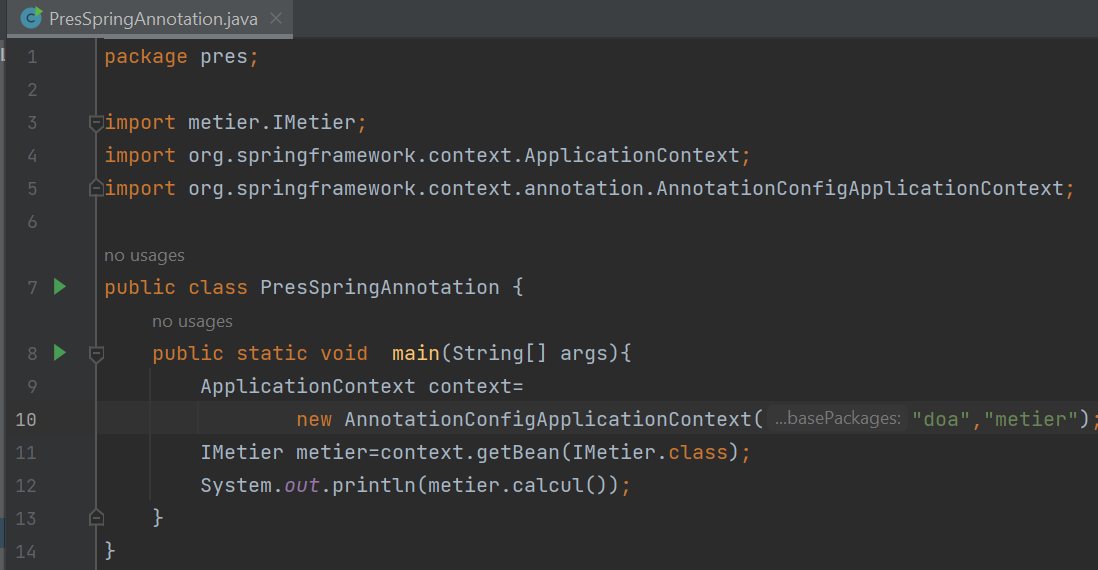 PresSpringAnnotation.java
1 package pres;
2
3 import metier.IMetier;
4 import org.springframework.context.ApplicationContext;
5 import org.springframework.context.annotation.AnnotationConfigApplicationContext;
6
no usages
7 public class PresSpringAnnotation {
no usages
8 public static void  main(String[] args){
9 ApplicationContext context=
10 new AnnotationConfigApplicationContext( ...basePackages: "doa","metier");
11 IMetier metier=context.getBean(IMetier.class);
12 System.out.println(metier.calcul());
13 }
14 }